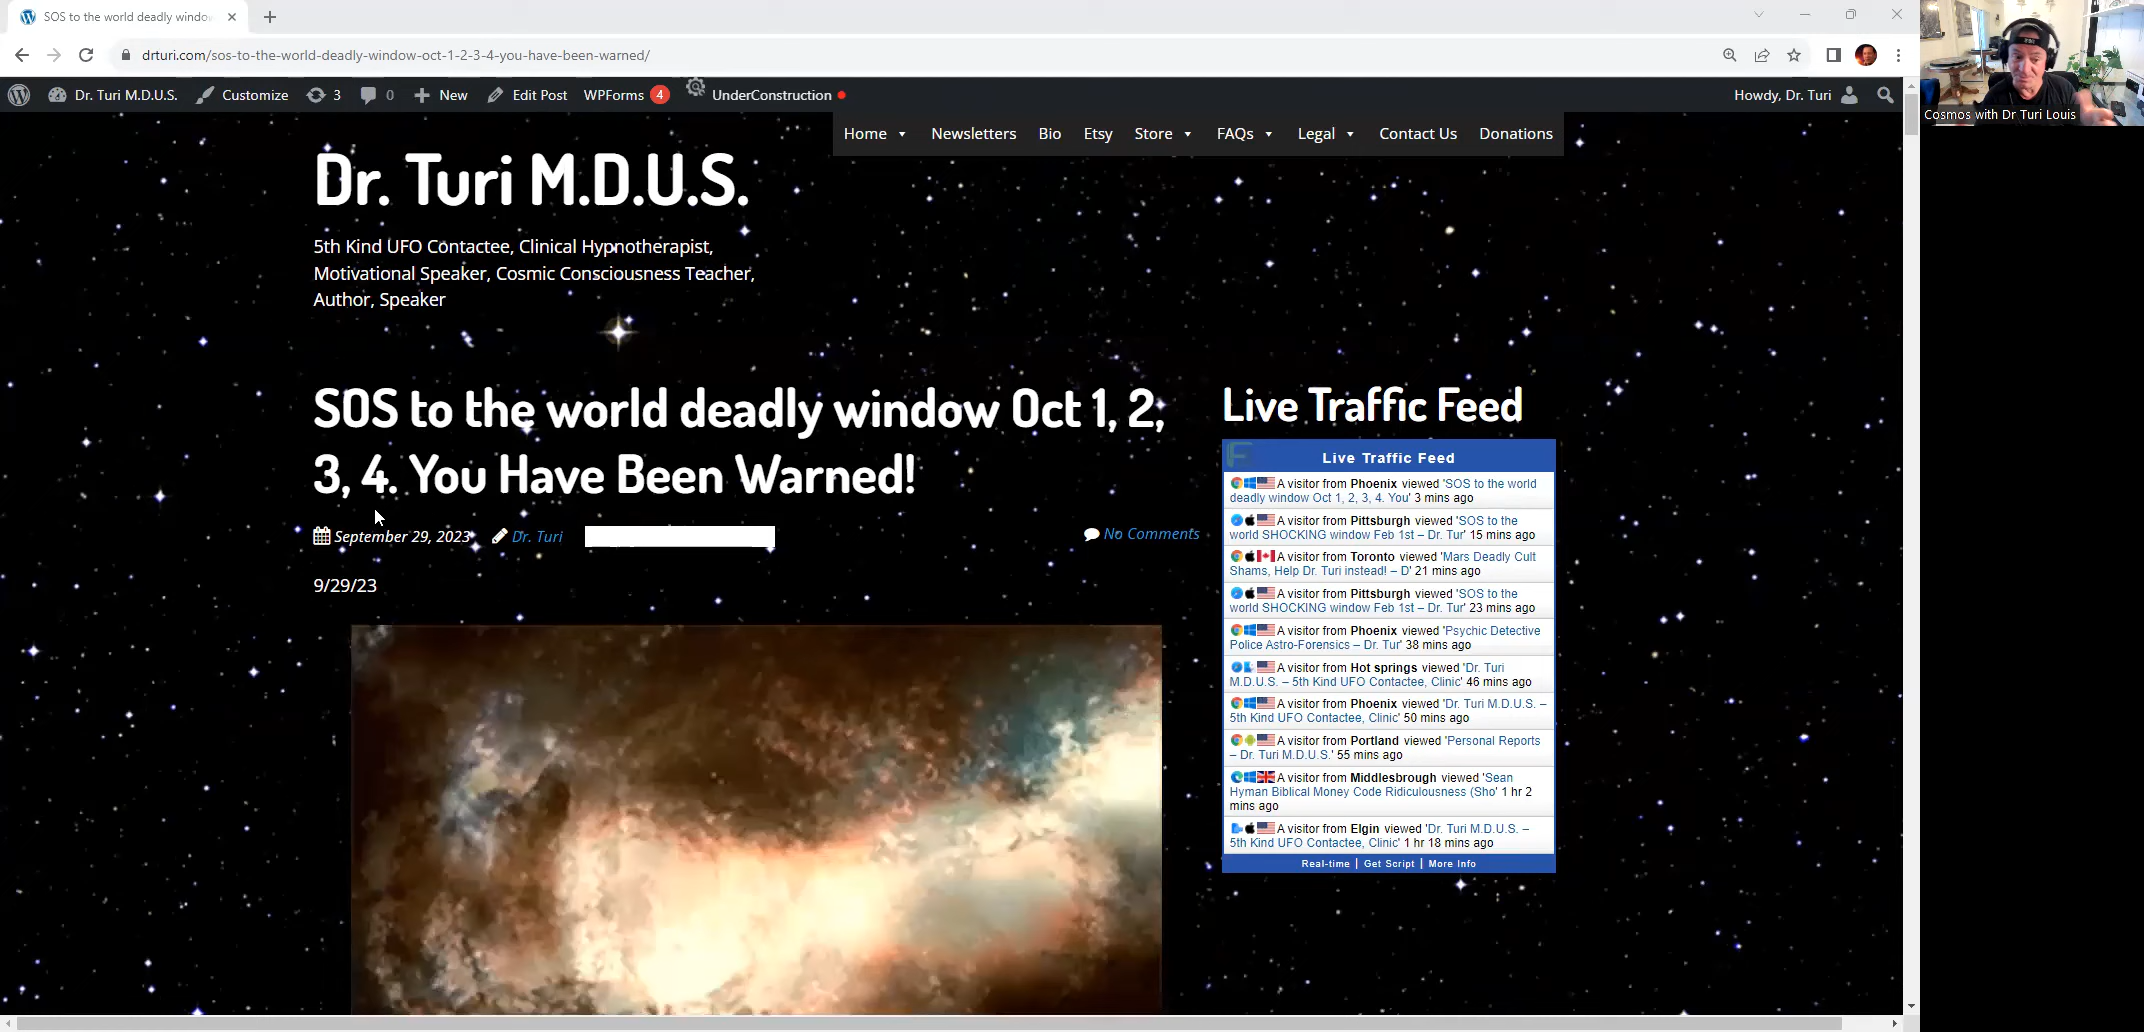 SOS to the world deadly windo
drturi.com/sos-to-the-world-deadly-window-oct-1-2-3-4-you-have-been-warned/
Dr. Turi M.D.U.S. Customize 3 0 New Edit Post WPForms 4 UnderConstruction Howdy, Dr. Turi
Cosmos with Dr Turi Louis
Home Newsletters Bio Etsy Store FAQs Legal Contact Us Donations
Dr. Turi M.D.U.S.
5th Kind UFO Contactee, Clinical Hypnotherapist,
Motivational Speaker, Cosmic Consciousness Teacher,
Author, Speaker
SOS to the world deadly window Oct 1, 2,
3, 4. You Have Been Warned!
September 29, 2023 Dr. Turi No Comments
9/29/23
Live Traffic Feed
Live Traffic Feed
A visitor from Phoenix viewed 'SOS to the world
deadly window Oct 1, 2, 3, 4. You' 3 mins ago
A visitor from Pittsburgh viewed 'SOS to the
world SHOCKING window Feb 1st – Dr. Tur' 15 mins ago
A visitor from Toronto viewed 'Mars Deadly Cult
Shams, Help Dr. Turi instead! – D' 21 mins ago
A visitor from Pittsburgh viewed 'SOS to the
world SHOCKING window Feb 1st – Dr. Tur' 23 mins ago
A visitor from Phoenix viewed 'Psychic Detective
Police Astro-Forensics – Dr. Tur' 38 mins ago
A visitor from Hot springs viewed 'Dr. Turi
M.D.U.S. – 5th Kind UFO Contactee, Clinic' 46 mins ago
A visitor from Phoenix viewed 'Dr. Turi M.D.U.S. –
5th Kind UFO Contactee, Clinic' 50 mins ago
A visitor from Portland viewed 'Personal Reports
– Dr. Turi M.D.U.S.' 55 mins ago
A visitor from Middlesbrough viewed 'Sean
Hyman Biblical Money Code Ridiculousness (Sho' 1 hr 2
mins ago
A visitor from Elgin viewed 'Dr. Turi M.D.U.S. –
5th Kind UFO Contactee, Clinic' 1 hr 18 mins ago
Real-time | Get Script | More Info